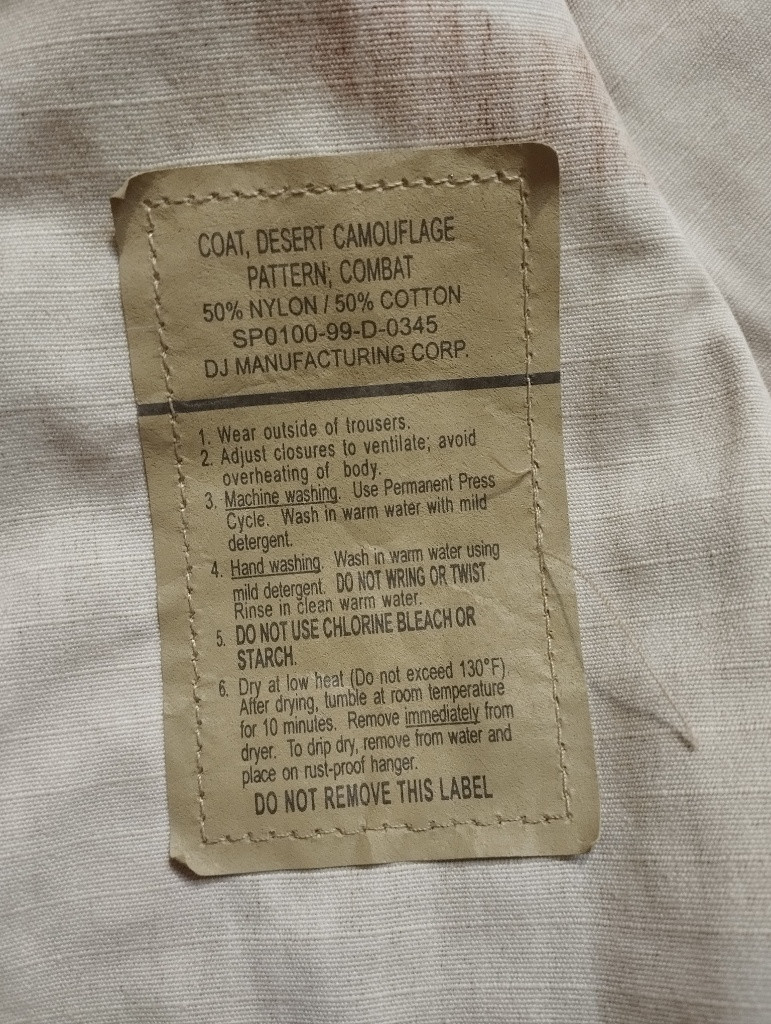 COAT, DESERT CAMOUFLAGE
PATTERN; COMBAT
50% NYLON / 50% COTTON
SP0100-99-D-0345
DJ MANUFACTURING CORP.
1. Wear outside of trousers.
2. Adjust closures to ventilate; avoid
overheating of body.
3. Machine washing. Use Permanent Press
Cycle. Wash in warm water with mild
detergent.
4. Hand washing. Wash in warm water using
mild detergent. DO NOT WRING OR TWIST.
Rinse in clean warm water.
5. DO NOT USE CHLORINE BLEACH OR
STARCH.
6. Dry at low heat (Do not exceed 130°F)
After drying, tumble at room temperature
for 10 minutes. Remove immediately from
dryer. To drip dry, remove from water and
place on rust-proof hanger.
DO NOT REMOVE THIS LABEL